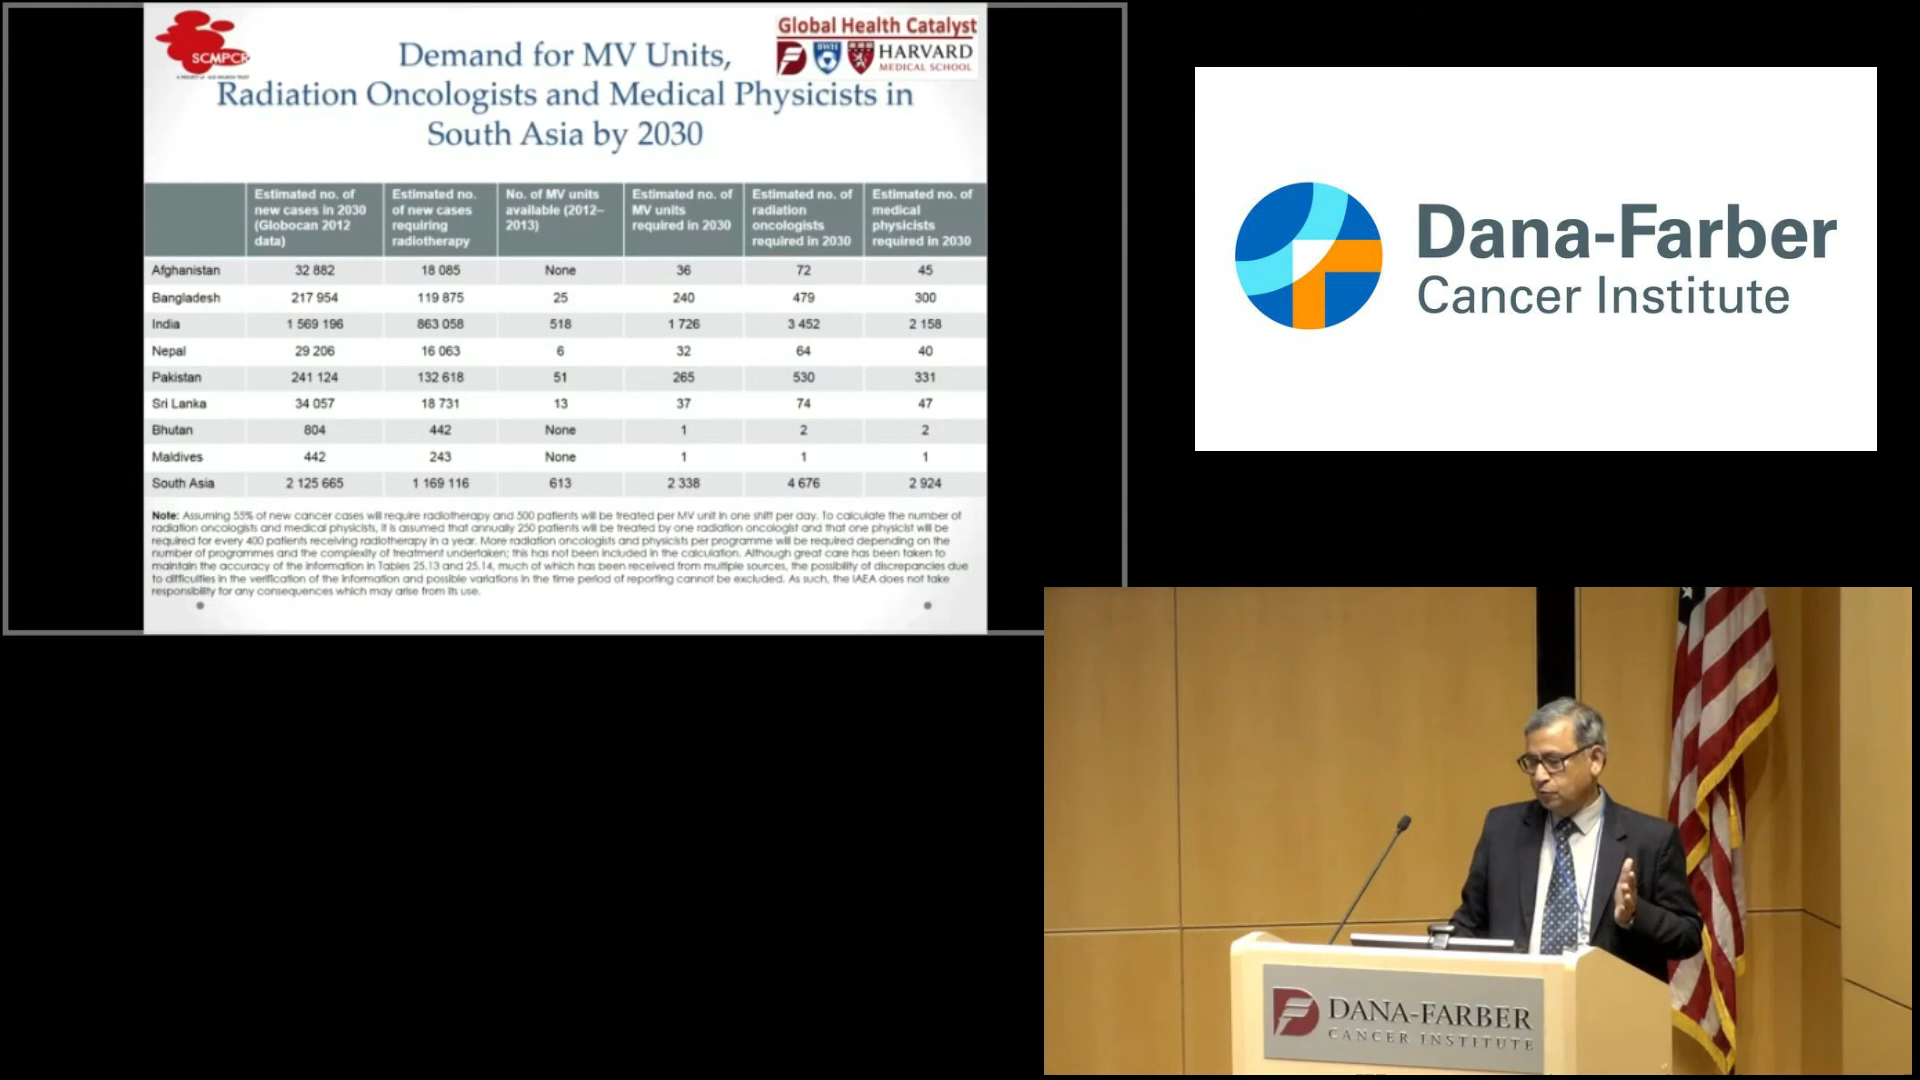 SCMPCR
Global Health Catalyst
BWH
HARVARD
MEDICAL SCHOOL
Demand for MV Units,
Radiation Oncologists and Medical Physicists in
South Asia by 2030
Estimated no. of new cases in 2030 (Globocan 2012 data) Estimated no. of new cases requiring radiotherapy No. of MV units available (2012–2013) Estimated no. of MV units required in 2030 Estimated no. of radiation oncologists required in 2030 Estimated no. of medical physicists required in 2030
Afghanistan 32 882 18 085 None 36 72 45
Bangladesh 217 954 119 875 25 240 479 300
India 1 569 196 863 058 518 1 726 3 452 2 158
Nepal 29 206 16 063 6 32 64 40
Pakistan 241 124 132 618 51 265 530 331
Sri Lanka 34 057 18 731 13 37 74 47
Bhutan 804 442 None 1 2 2
Maldives 442 243 None 1 1 1
South Asia 2 125 665 1 169 116 613 2 338 4 676 2 924
Note: Assuming 55% of new cancer cases will require radiotherapy and 500 patients will be treated per MV unit in one shift per day. To calculate the number of
radiation oncologists and medical physicists, it is assumed that annually 250 patients will be treated by one radiation oncologist and that one physicist will be
required for every 400 patients receiving radiotherapy in a year. More radiation oncologists and physicists per programme will be required depending on the
number of programmes and the complexity of treatment undertaken; this has not been included in the calculation. Although great care has been taken to
maintain the accuracy of the information in Tables 25.13 and 25.14, much of which has been received from multiple sources, the possibility of discrepancies due
to difficulties in the verification of the information and possible variations in the time period of reporting cannot be excluded. As such, the IAEA does not take
responsibility for any consequences which may arise from its use.
Dana-Farber
Cancer Institute
DANA-FARBER
CANCER INSTITUTE